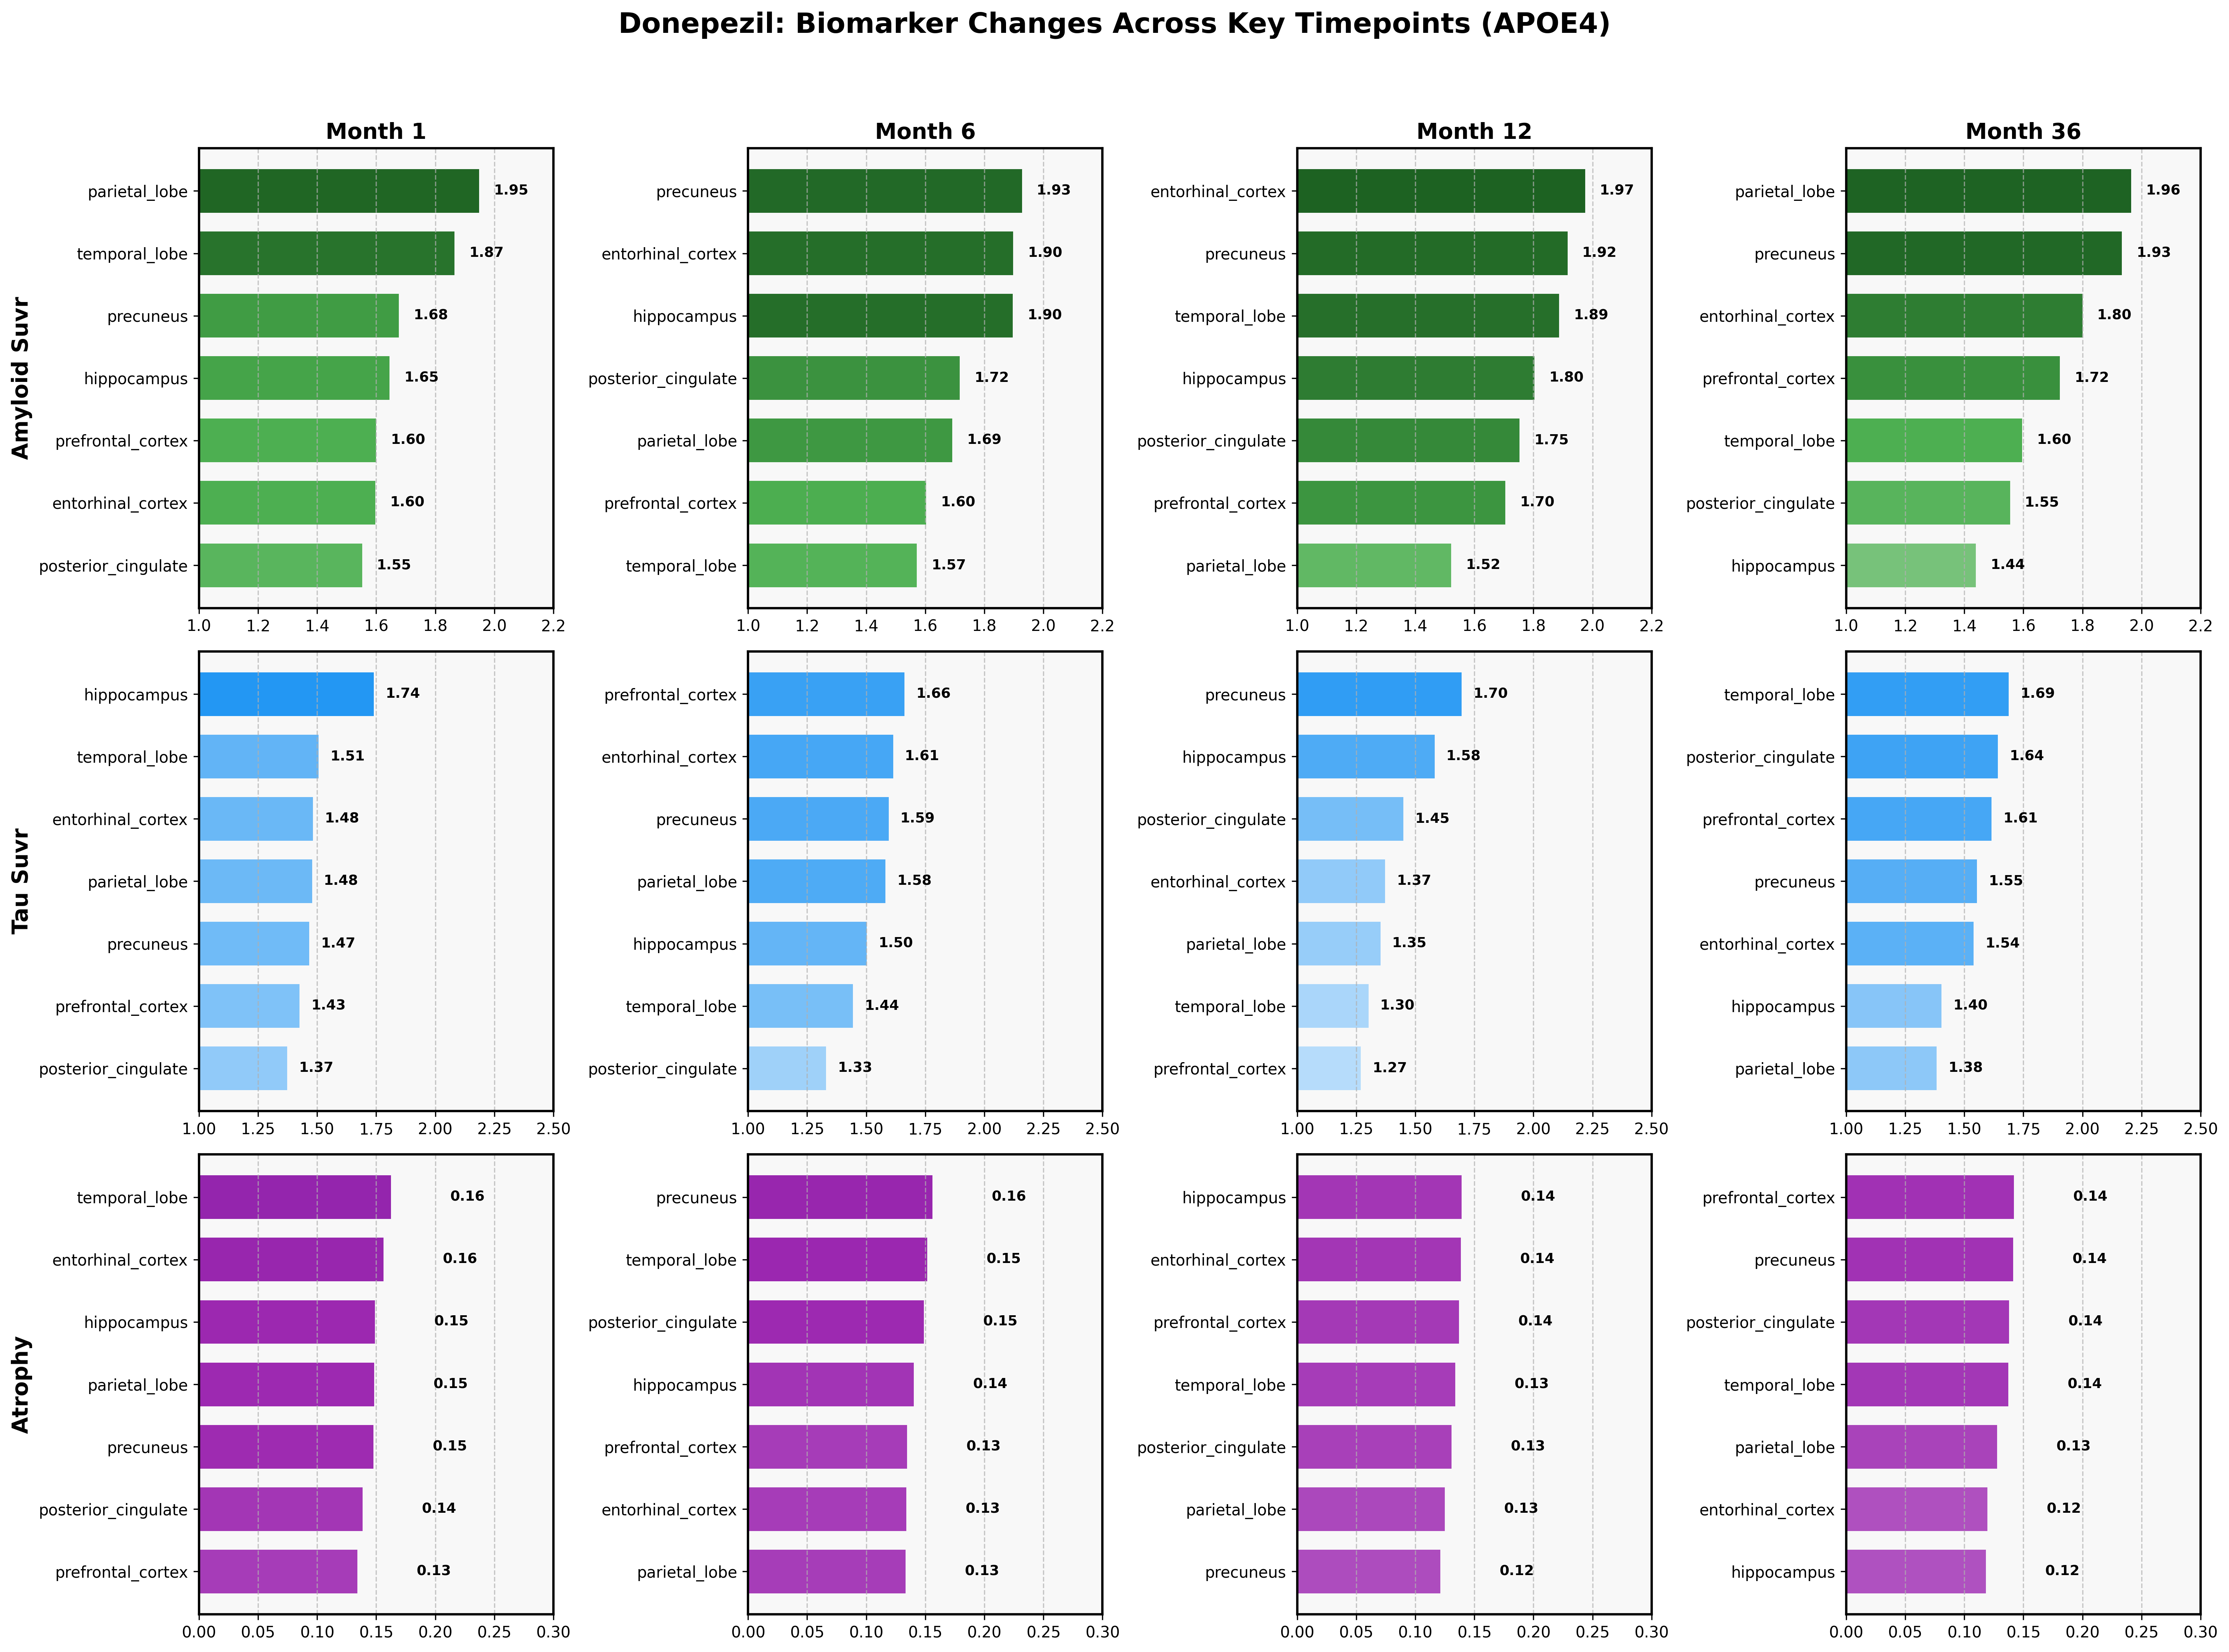 Donepezil: Biomarker Changes Across Key Timepoints (APOE4)
Month 1
Month 6
Month 12
Month 36
Amyloid Suvr
parietal_lobe 1.95
temporal_lobe 1.87
precuneus 1.68
hippocampus 1.65
prefrontal_cortex 1.60
entorhinal_cortex 1.60
posterior_cingulate 1.55
1.0 1.2 1.4 1.6 1.8 2.0 2.2
precuneus 1.93
entorhinal_cortex 1.90
hippocampus 1.90
posterior_cingulate 1.72
parietal_lobe 1.69
prefrontal_cortex 1.60
temporal_lobe 1.57
1.0 1.2 1.4 1.6 1.8 2.0 2.2
entorhinal_cortex 1.97
precuneus 1.92
temporal_lobe 1.89
hippocampus 1.80
posterior_cingulate 1.75
prefrontal_cortex 1.70
parietal_lobe 1.52
1.0 1.2 1.4 1.6 1.8 2.0 2.2
parietal_lobe 1.96
precuneus 1.93
entorhinal_cortex 1.80
prefrontal_cortex 1.72
temporal_lobe 1.60
posterior_cingulate 1.55
hippocampus 1.44
1.0 1.2 1.4 1.6 1.8 2.0 2.2
Tau Suvr
hippocampus 1.74
temporal_lobe 1.51
entorhinal_cortex 1.48
parietal_lobe 1.48
precuneus 1.47
prefrontal_cortex 1.43
posterior_cingulate 1.37
1.00 1.25 1.50 1.75 2.00 2.25 2.50
prefrontal_cortex 1.66
entorhinal_cortex 1.61
precuneus 1.59
parietal_lobe 1.58
hippocampus 1.50
temporal_lobe 1.44
posterior_cingulate 1.33
1.00 1.25 1.50 1.75 2.00 2.25 2.50
precuneus 1.70
hippocampus 1.58
posterior_cingulate 1.45
entorhinal_cortex 1.37
parietal_lobe 1.35
temporal_lobe 1.30
prefrontal_cortex 1.27
1.00 1.25 1.50 1.75 2.00 2.25 2.50
temporal_lobe 1.69
posterior_cingulate 1.64
prefrontal_cortex 1.61
precuneus 1.55
entorhinal_cortex 1.54
hippocampus 1.40
parietal_lobe 1.38
1.00 1.25 1.50 1.75 2.00 2.25 2.50
Atrophy
temporal_lobe 0.16
entorhinal_cortex 0.16
hippocampus 0.15
parietal_lobe 0.15
precuneus 0.15
posterior_cingulate 0.14
prefrontal_cortex 0.13
0.00 0.05 0.10 0.15 0.20 0.25 0.30
precuneus 0.16
temporal_lobe 0.15
posterior_cingulate 0.15
hippocampus 0.14
prefrontal_cortex 0.13
entorhinal_cortex 0.13
parietal_lobe 0.13
0.00 0.05 0.10 0.15 0.20 0.25 0.30
hippocampus 0.14
entorhinal_cortex 0.14
prefrontal_cortex 0.14
temporal_lobe 0.13
posterior_cingulate 0.13
parietal_lobe 0.13
precuneus 0.12
0.00 0.05 0.10 0.15 0.20 0.25 0.30
prefrontal_cortex 0.14
precuneus 0.14
posterior_cingulate 0.14
temporal_lobe 0.14
parietal_lobe 0.13
entorhinal_cortex 0.12
hippocampus 0.12
0.00 0.05 0.10 0.15 0.20 0.25 0.30